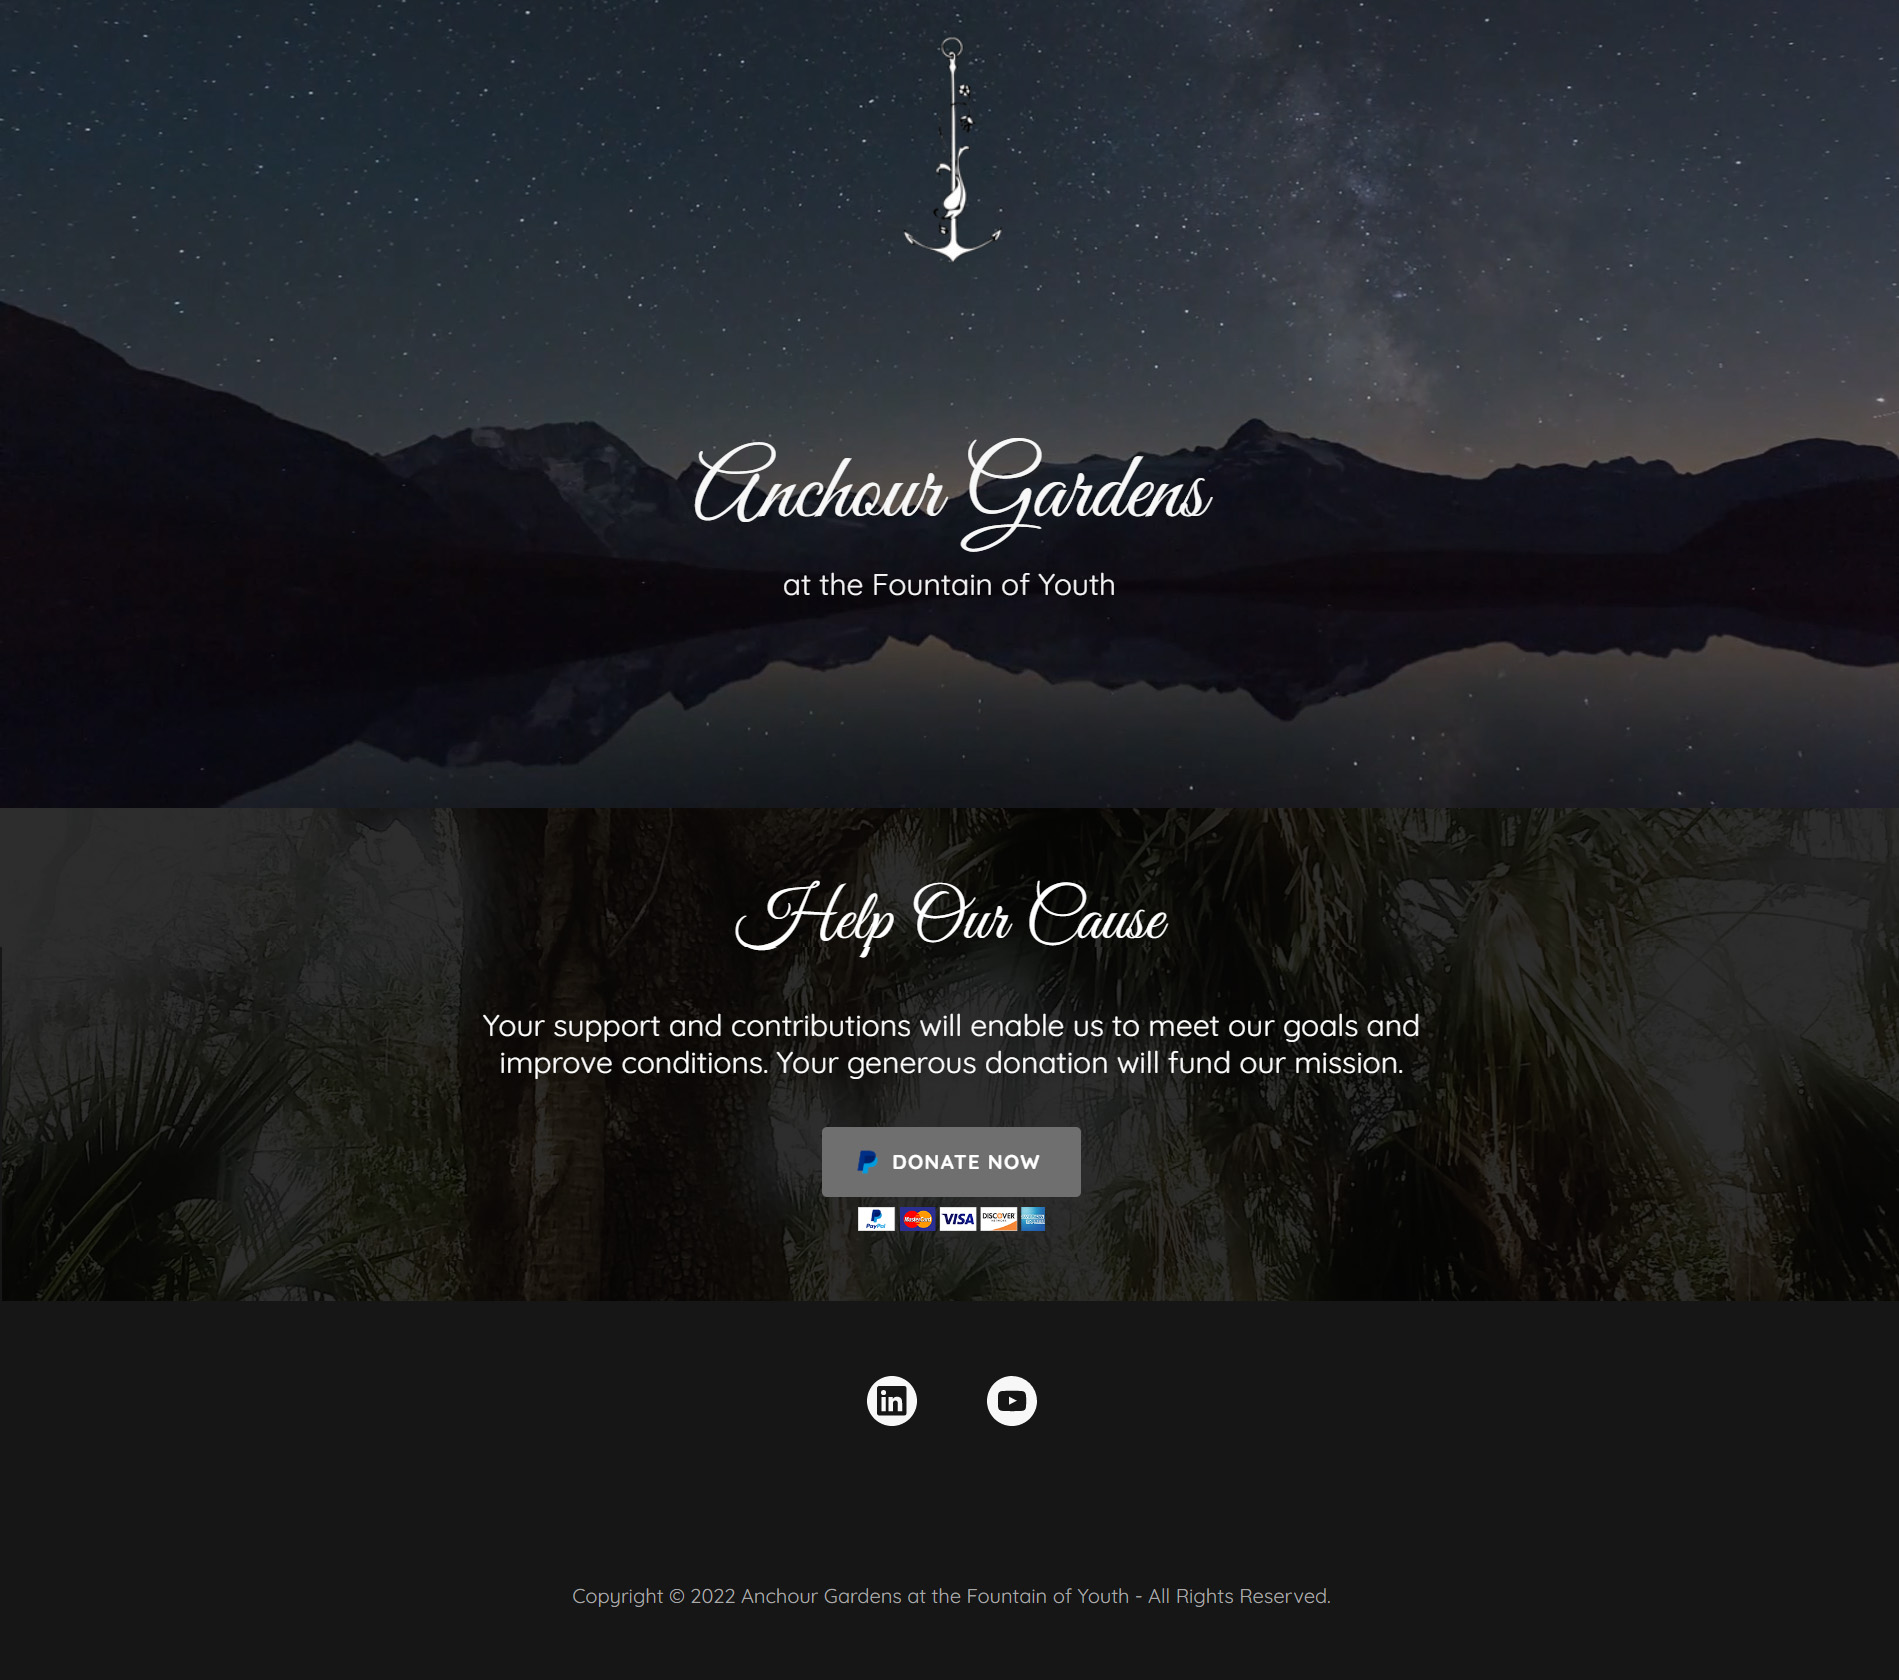 Anchour Gardens
at the Fountain of Youth
Help Our Cause
Your support and contributions will enable us to meet our goals and
improve conditions. Your generous donation will fund our mission.
DONATE NOW
PayPal MasterCard VISA DISCOVER
in
Copyright © 2022 Anchour Gardens at the Fountain of Youth - All Rights Reserved.